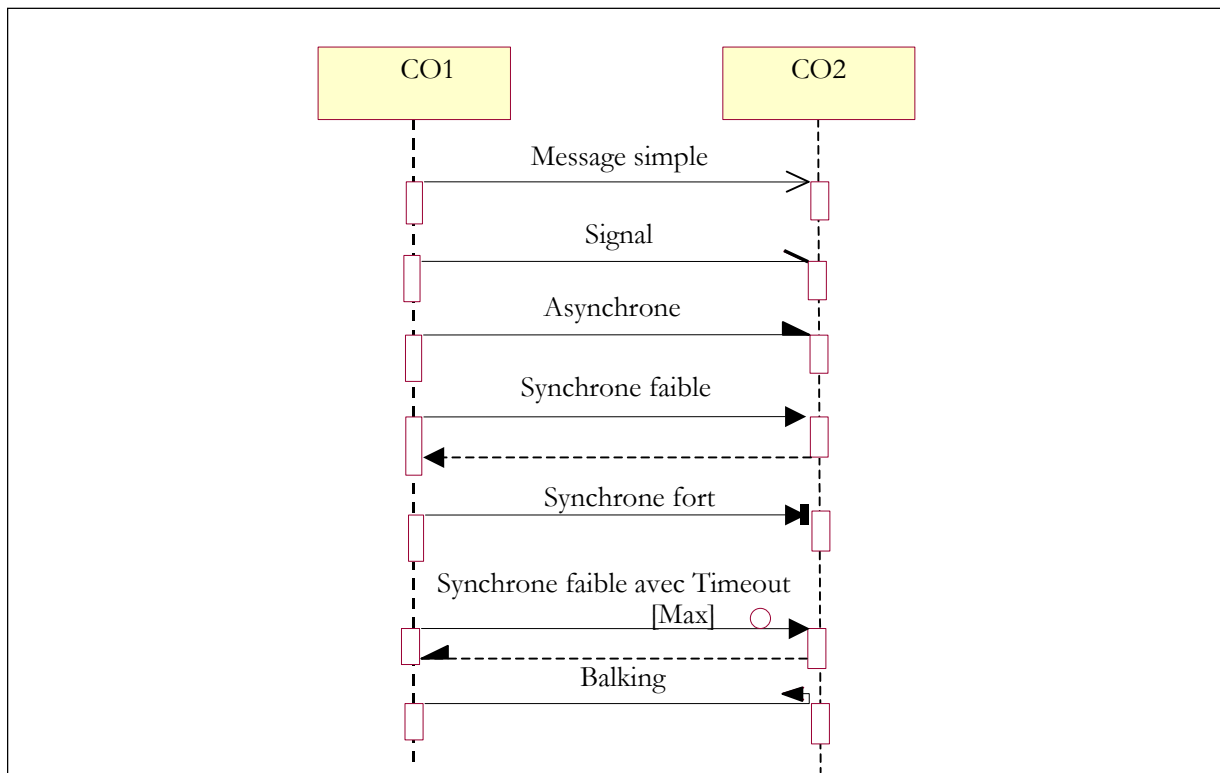 CO1
CO2
Message simple
Signal
Asynchrone
Synchrone faible
Synchrone fort
Synchrone faible avec Timeout
[Max]
Balking